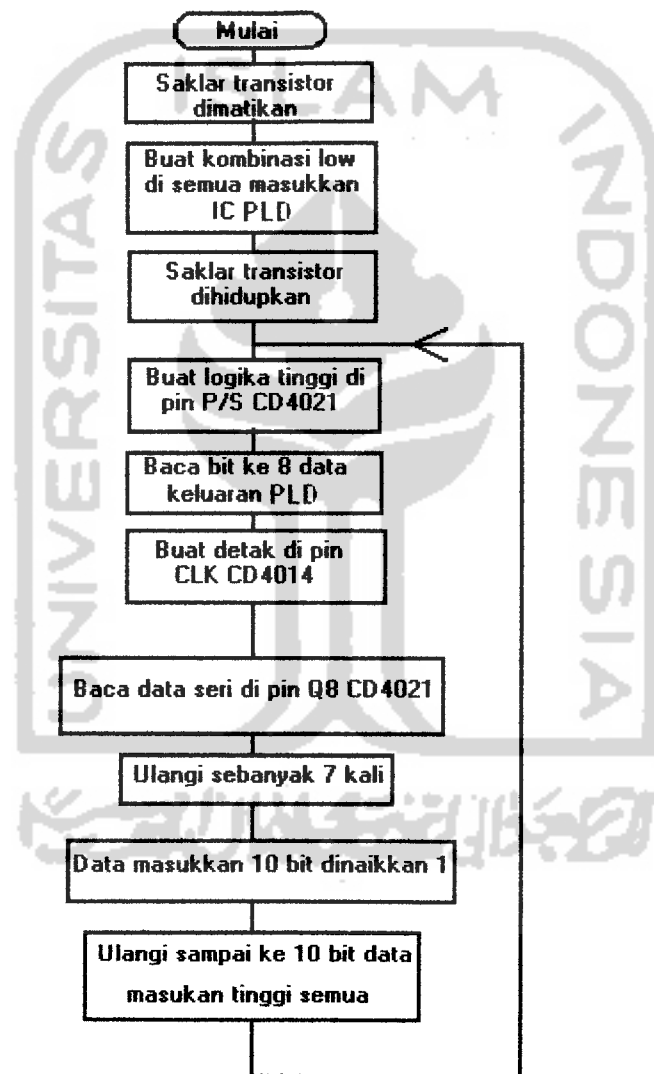 Mulai
Saklar transistor
dimatikan
Buat kombinasi low
di semua masukkan
IC PLD
Saklar transistor
dihidupkan
Buat logika tinggi di
pin P/S CD4021
Baca bit ke 8 data
keluaran PLD
Buat detak di pin
CLK CD4014
Baca data seri di pin Q8 CD4021
Ulangi sebanyak 7 kali
Data masukkan 10 bit dinaikkan 1
Ulangi sampai ke 10 bit data
masukan tinggi semua
UNIVERSITAS
ISLAM
INDONESIA